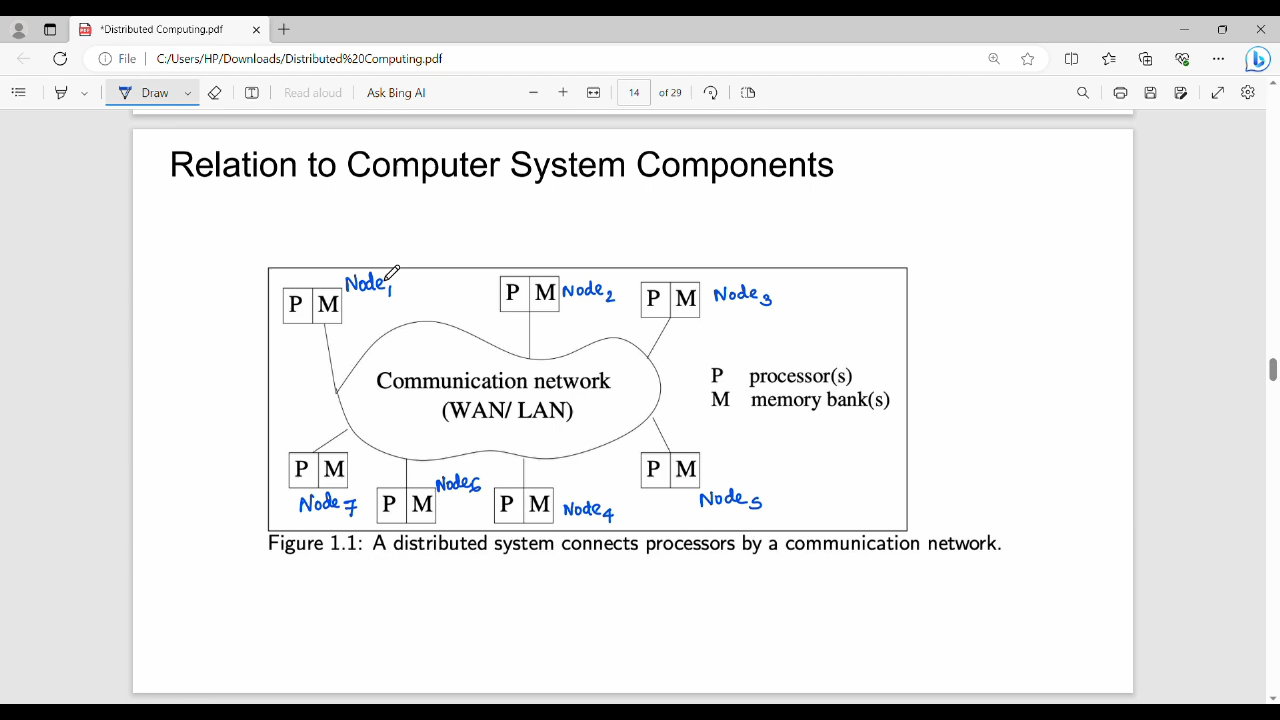 *Distributed Computing.pdf
File C:/Users/HP/Downloads/Distributed%20Computing.pdf
Draw Read aloud Ask Bing AI 14 of 29
Relation to Computer System Components
P M Node1
P M Node2
P M Node3
Communication network
(WAN/ LAN)
P processor(s)
M memory bank(s)
P M Node7
P M Node6
P M Node4
P M Node5
Figure 1.1: A distributed system connects processors by a communication network.